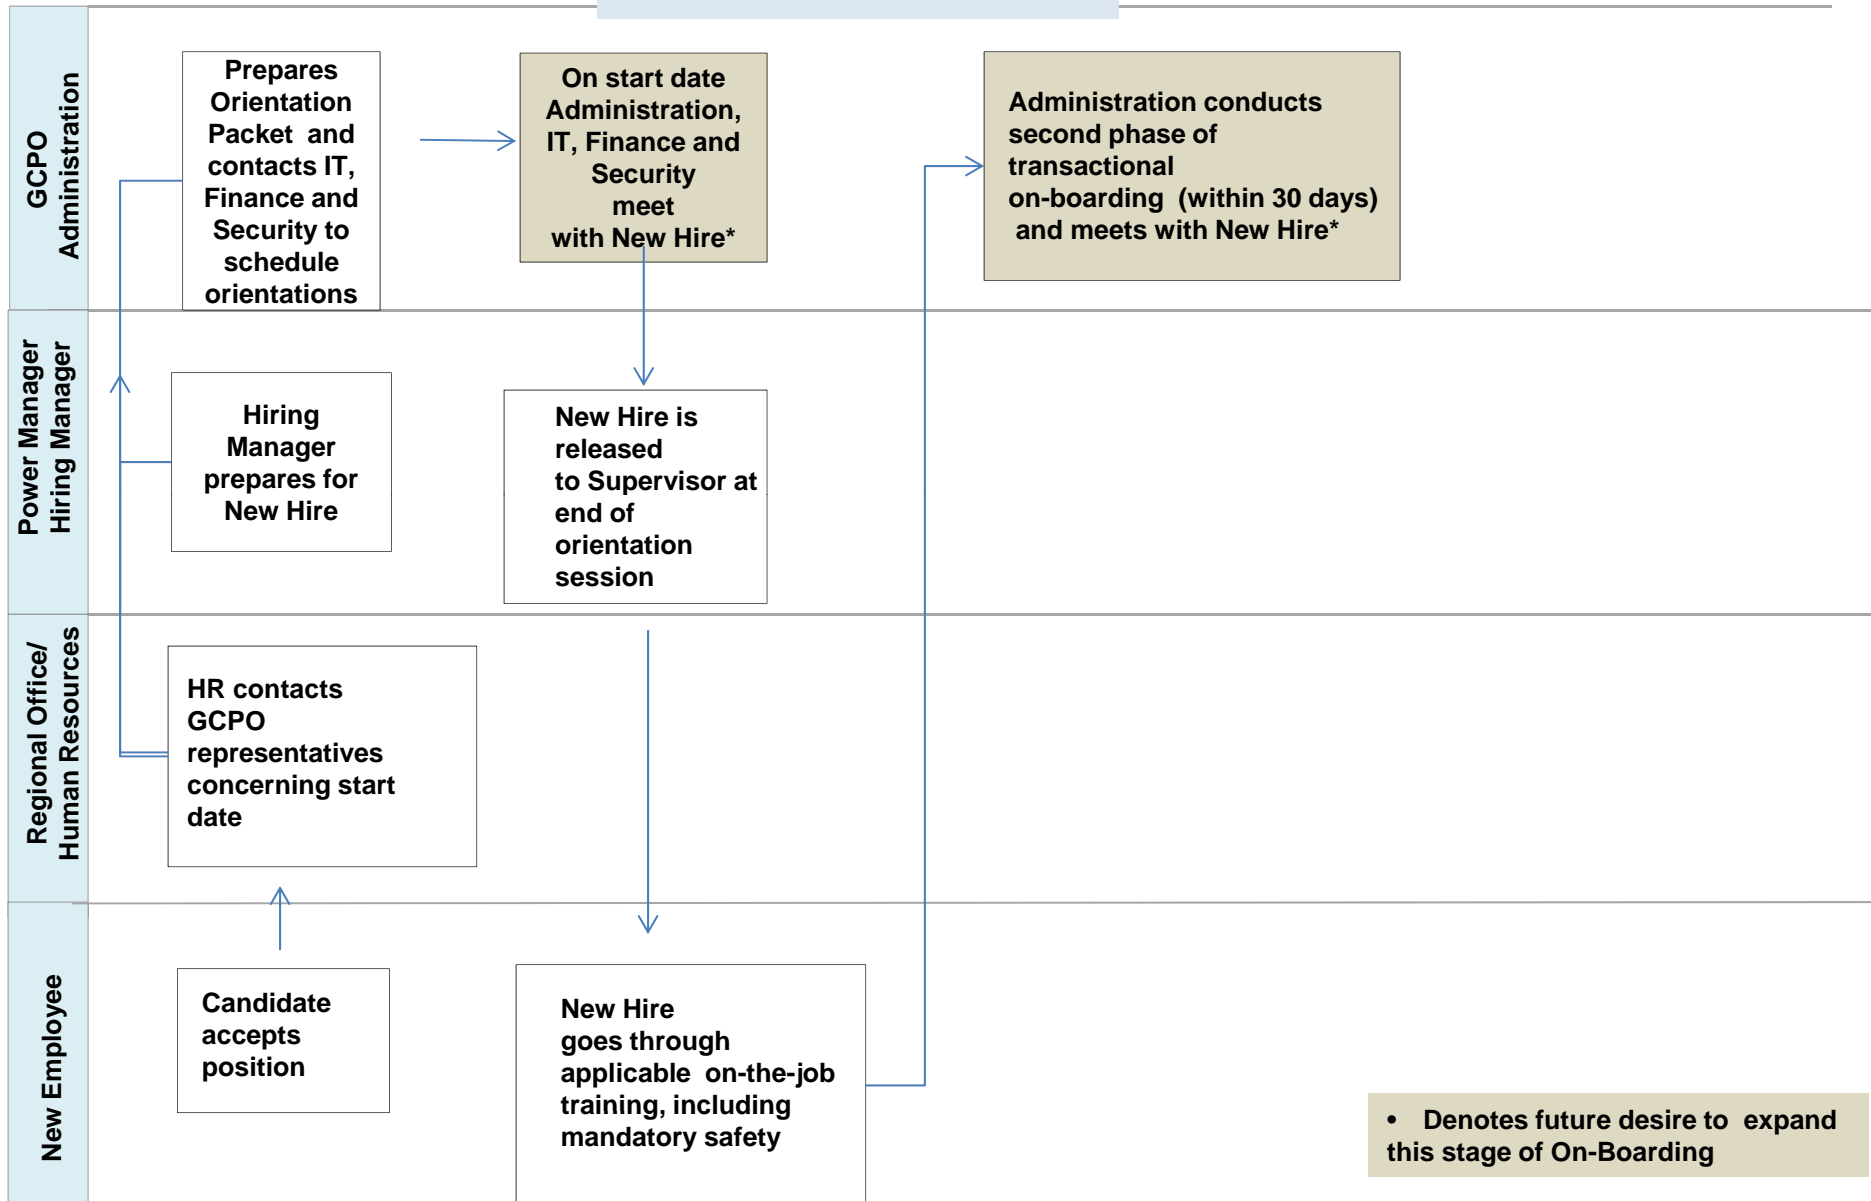 GCPO
Administration
Prepares
Orientation
Packet and
contacts IT,
Finance and
Security to
schedule
orientations
On start date
Administration,
IT, Finance and
Security
meet
with New Hire*
Administration conducts
second phase of
transactional
on-boarding (within 30 days)
and meets with New Hire*
Power Manager
Hiring Manager
Hiring
Manager
prepares for
New Hire
New Hire is
released
to Supervisor at
end of
orientation
session
Regional Office/
Human Resources
HR contacts
GCPO
representatives
concerning start
date
New Employee
Candidate
accepts
position
New Hire
goes through
applicable on-the-job
training, including
mandatory safety
• Denotes future desire to expand
this stage of On-Boarding